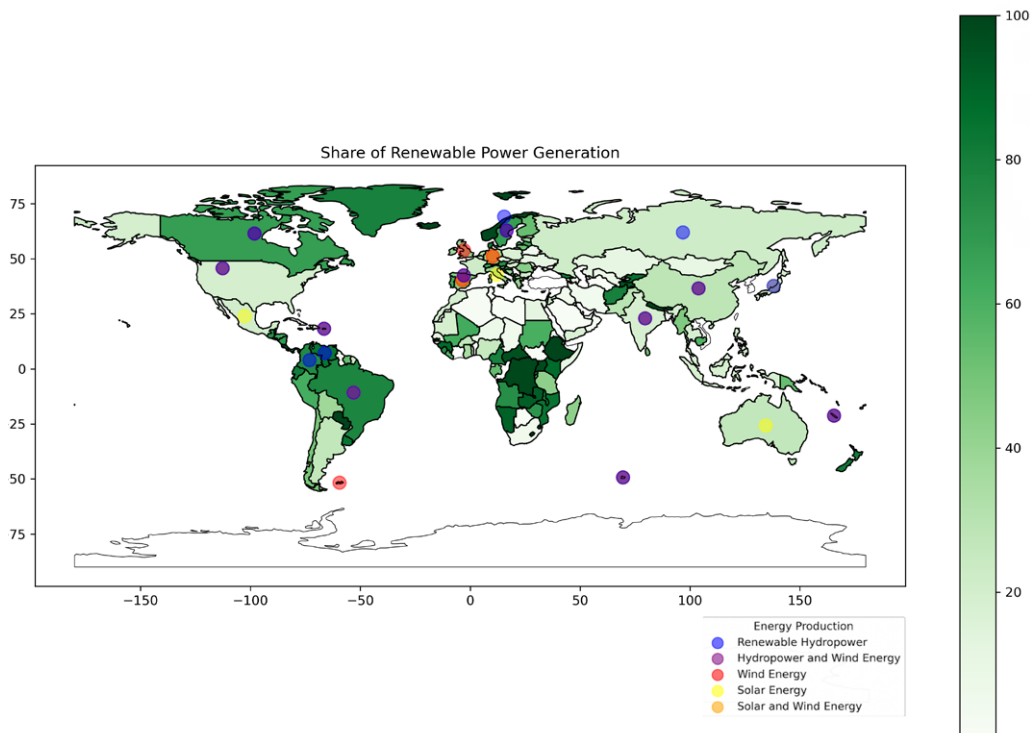 Share of Renewable Power Generation
75
50
25
0
25
50
75
−150
−100
−50
0
50
100
150
100
80
60
40
20
Energy Production
Renewable Hydropower
Hydropower and Wind Energy
Wind Energy
Solar Energy
Solar and Wind Energy